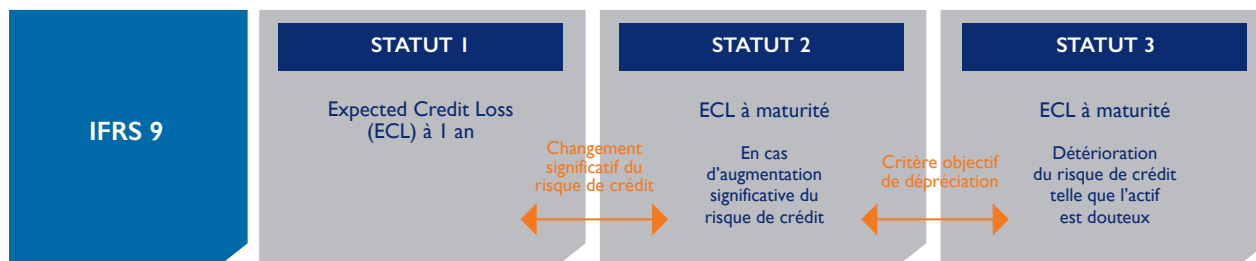 IFRS 9
STATUT 1
Expected Credit Loss
(ECL) à 1 an
Changement
significatif du
risque de crédit
STATUT 2
ECL à maturité
En cas
d'augmentation
significative du
risque de crédit
Critère objectif
de dépréciation
STATUT 3
ECL à maturité
Détérioration
du risque de crédit
telle que l'actif
est douteux